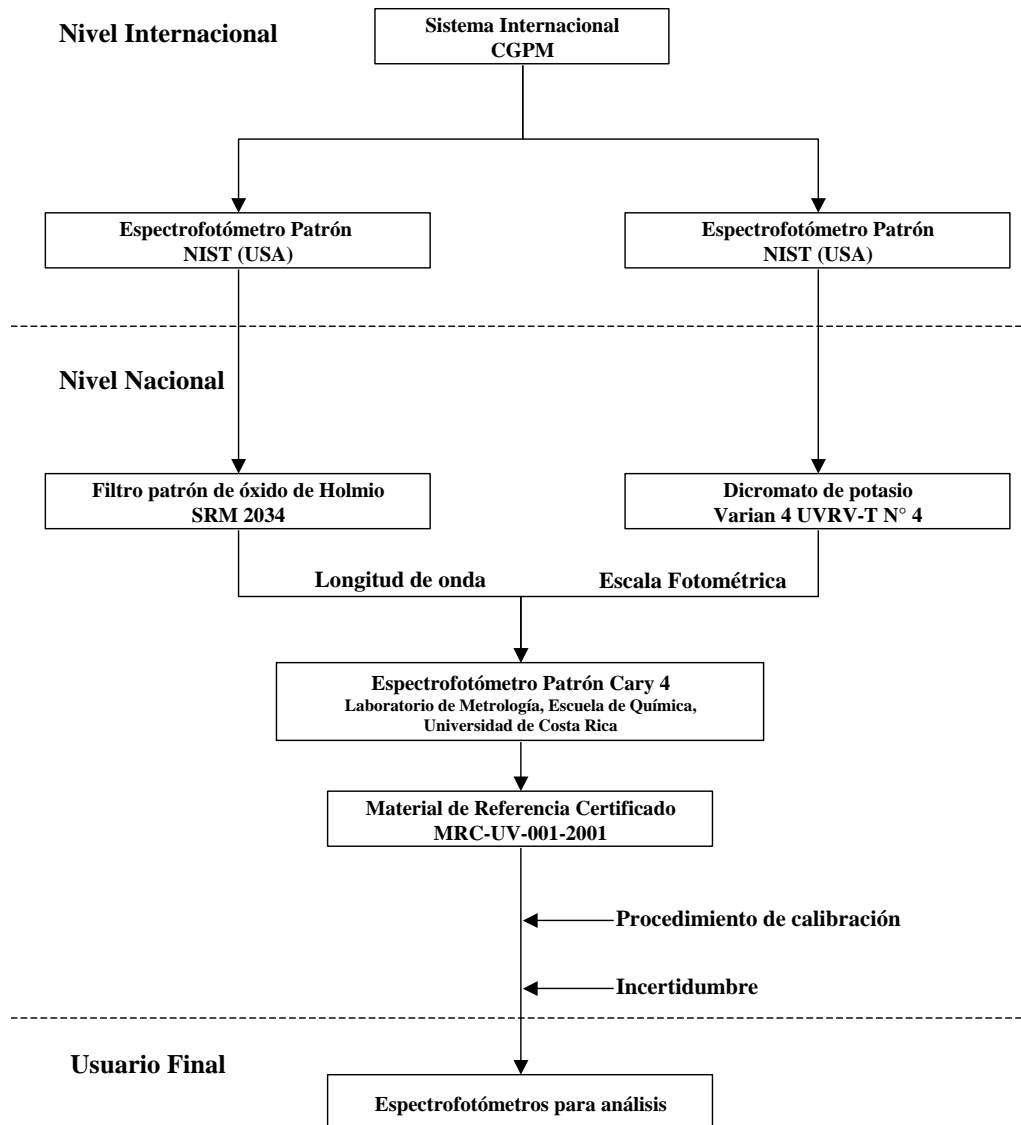 Nivel Internacional
Sistema Internacional
CGPM
Espectrofotómetro Patrón
NIST (USA)
Espectrofotómetro Patrón
NIST (USA)
Nivel Nacional
Filtro patrón de óxido de Holmio
SRM 2034
Dicromato de potasio
Varian 4 UVRV-T N° 4
Longitud de onda
Escala Fotométrica
Espectrofotómetro Patrón Cary 4
Laboratorio de Metrología, Escuela de Química,
Universidad de Costa Rica
Material de Referencia Certificado
MRC-UV-001-2001
Procedimiento de calibración
Incertidumbre
Usuario Final
Espectrofotómetros para análisis